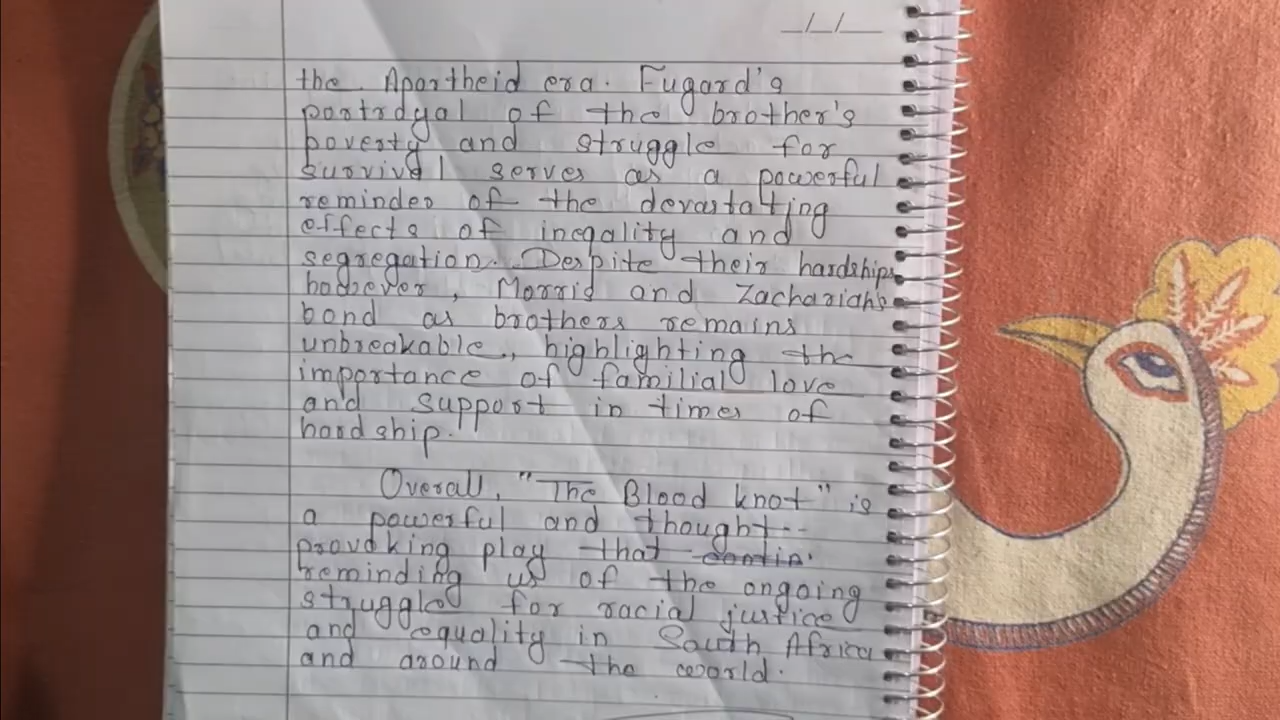 __/__/____
the Apartheid era. Fugard's
portrayal of the brother's
poverty and struggle for
survival serves as a powerful
reminder of the devastating
effects of ineqality and
segregation. Despite their hardships
however, Morris and Zachariah's
bond as brothers remains
unbreakable, highlighting the
importance of familial love
and support in times of
hardship.
Overall, "The Blood knot" is
a powerful and thought--
provoking play that
reminding us of the ongoing
struggle for racial justice
and equality in South Africa
and around the world.